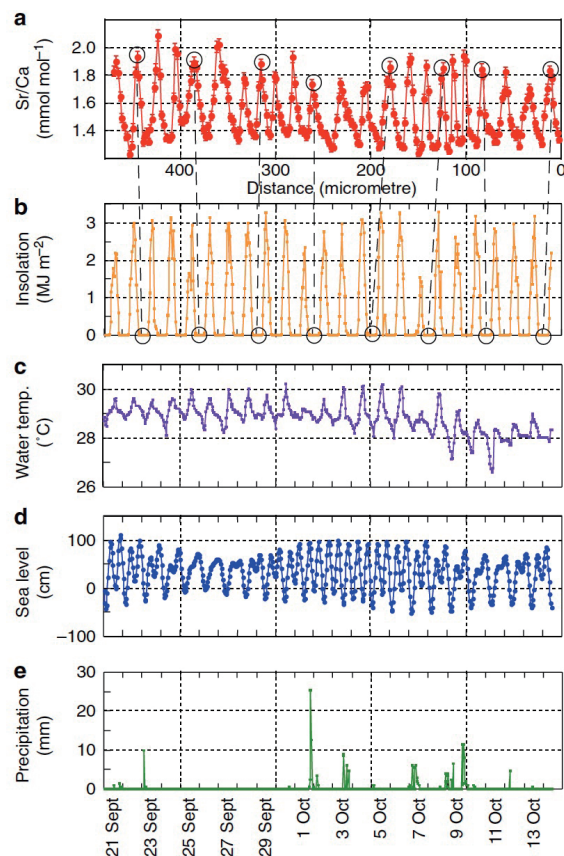 a
Sr/Ca
(mmol mol⁻¹)
2.0
1.8
1.6
1.4
400
300
200
100
0
Distance (micrometre)
b
Insolation
(MJ m⁻²)
3
2
1
0
c
Water temp.
(°C)
30
28
26
d
Sea level
(cm)
100
0
−100
e
Precipitation
(mm)
30
20
10
0
21 Sept
23 Sept
25 Sept
27 Sept
29 Sept
1 Oct
3 Oct
5 Oct
7 Oct
9 Oct
11 Oct
13 Oct